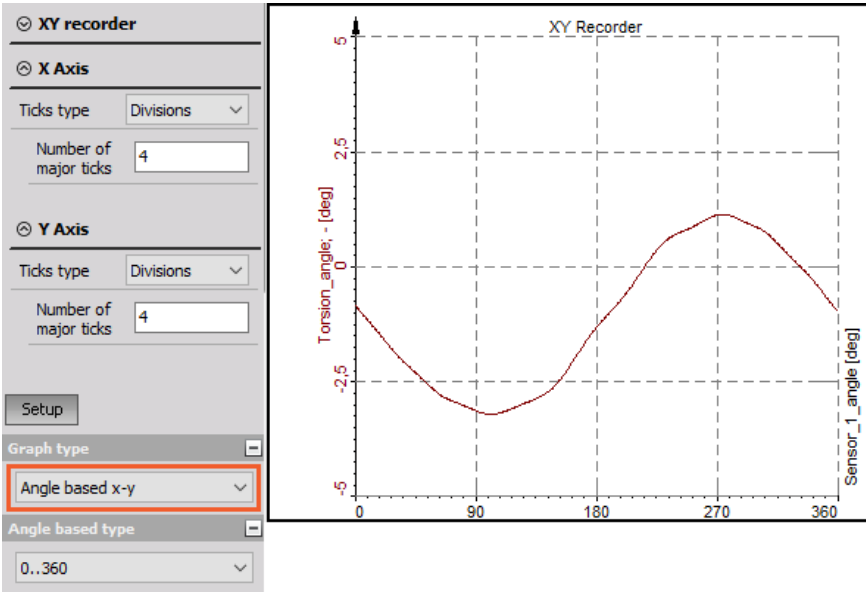 XY recorder
X Axis
Ticks type Divisions
Number of
major ticks
4
Y Axis
Ticks type Divisions
Number of
major ticks
4
Setup
Graph type
Angle based x-y
Angle based type
0..360
XY Recorder
5
2,5
0
-2,5
-5
Torsion_angle; - [deg]
0 90 180 270 360
Sensor_1_angle [deg]